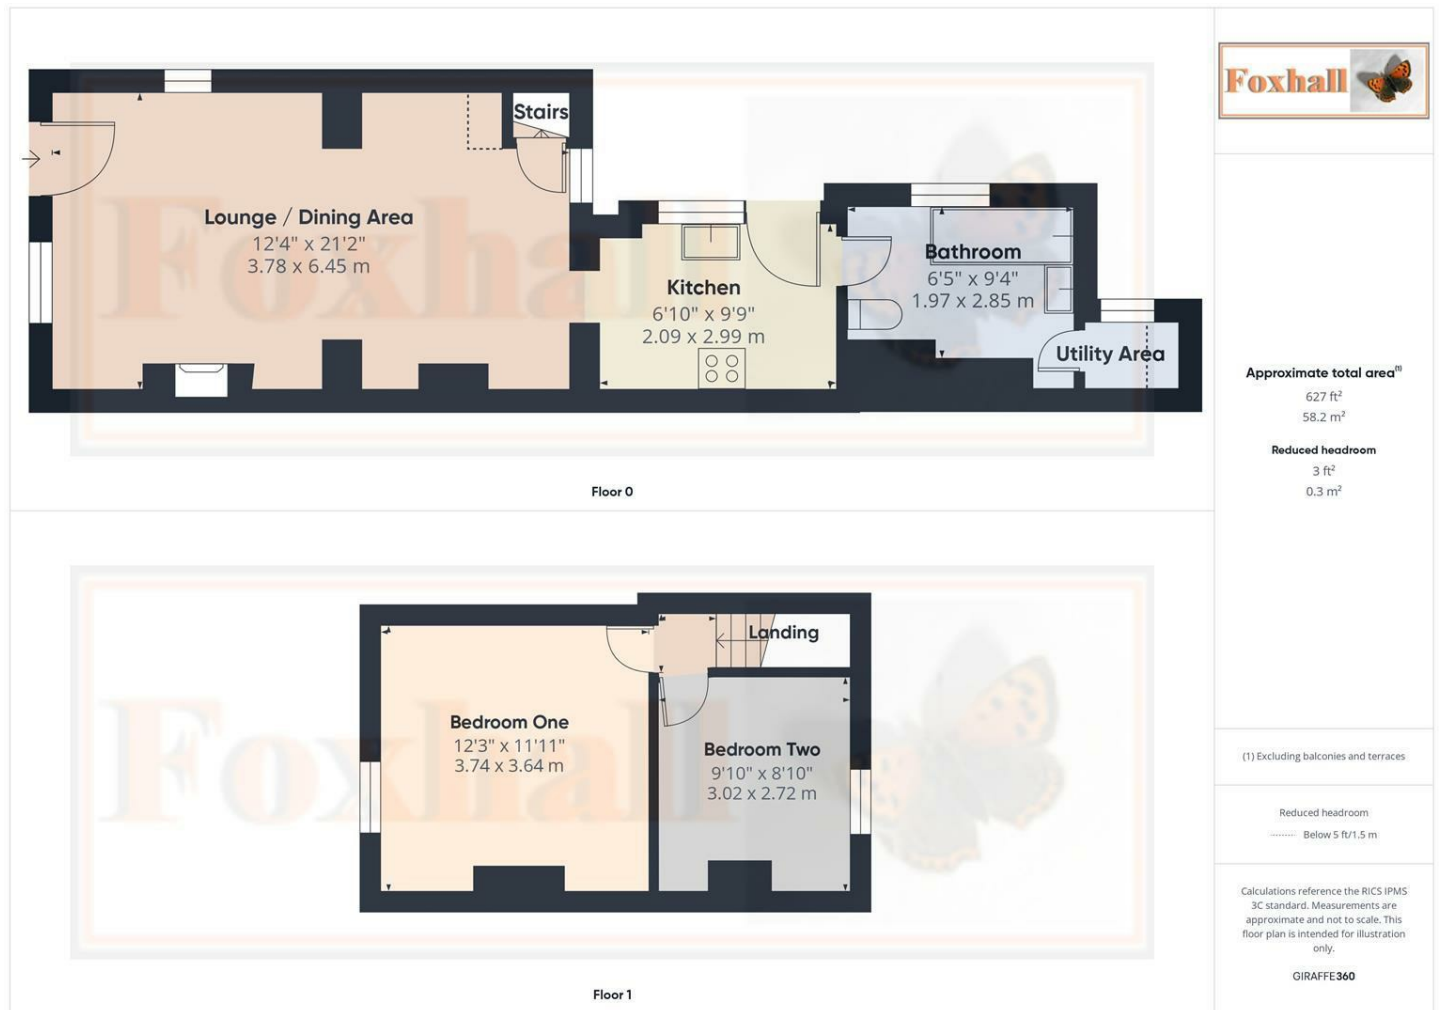 Stairs
Lounge / Dining Area
12'4" x 21'2"
3.78 x 6.45 m
Kitchen
6'10" x 9'9"
2.09 x 2.99 m
Bathroom
6'5" x 9'4"
1.97 x 2.85 m
Utility Area
Foxhall
Floor 0
Landing
Bedroom One
12'3" x 11'11"
3.74 x 3.64 m
Bedroom Two
9'10" x 8'10"
3.02 x 2.72 m
Foxhall
Floor 1
Foxhall
Approximate total area(1)
627 ft²
58.2 m²
Reduced headroom
3 ft²
0.3 m²
(1) Excluding balconies and terraces
Reduced headroom
Below 5 ft/1.5 m
Calculations reference the RICS IPMS
3C standard. Measurements are
approximate and not to scale. This
floor plan is intended for illustration
only.
GIRAFFE360